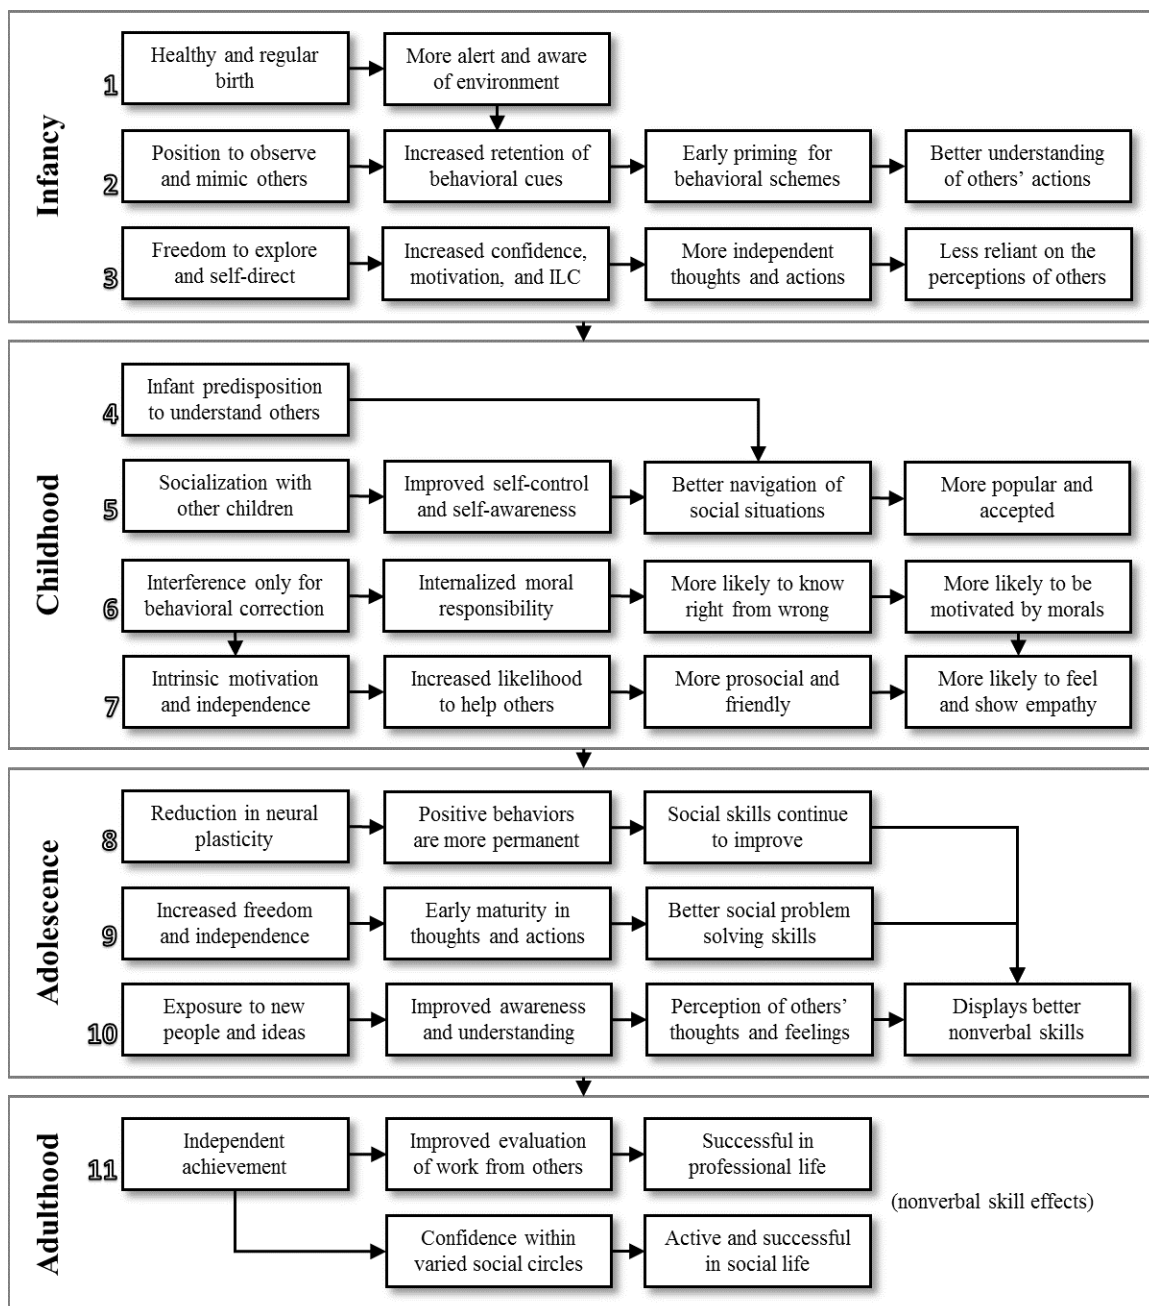 Infancy
1
Healthy and regular
birth
More alert and aware
of environment
2
Position to observe
and mimic others
Increased retention of
behavioral cues
Early priming for
behavioral schemes
Better understanding
of others’ actions
3
Freedom to explore
and self-direct
Increased confidence,
motivation, and ILC
More independent
thoughts and actions
Less reliant on the
perceptions of others
Childhood
4
Infant predisposition
to understand others
5
Socialization with
other children
Improved self-control
and self-awareness
Better navigation of
social situations
More popular and
accepted
6
Interference only for
behavioral correction
Internalized moral
responsibility
More likely to know
right from wrong
More likely to be
motivated by morals
7
Intrinsic motivation
and independence
Increased likelihood
to help others
More prosocial and
friendly
More likely to feel
and show empathy
Adolescence
8
Reduction in neural
plasticity
Positive behaviors
are more permanent
Social skills continue
to improve
9
Increased freedom
and independence
Early maturity in
thoughts and actions
Better social problem
solving skills
10
Exposure to new
people and ideas
Improved awareness
and understanding
Perception of others’
thoughts and feelings
Displays better
nonverbal skills
Adulthood
11
Independent
achievement
Improved evaluation
of work from others
Successful in
professional life
(nonverbal skill effects)
Confidence within
varied social circles
Active and successful
in social life